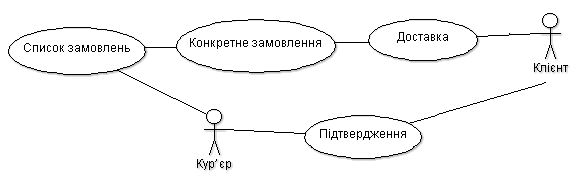 Список замовлень
Конкретне замовлення
Доставка
Клієнт
Кур'єр
Підтвердження